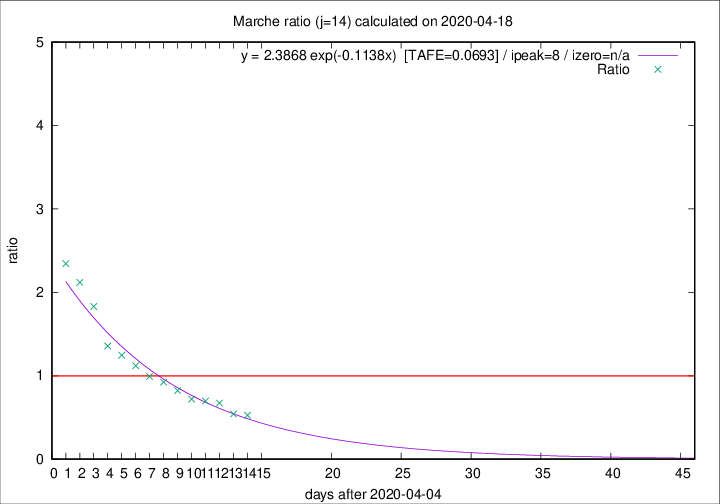 Marche ratio (j=14) calculated on 2020-04-18
y = 2.3868 exp(-0.1138x) [TAFE=0.0693] / ipeak=8 / izero=n/a
Ratio
5
4
3
2
1
0
ratio
0 1 2 3 4 5 6 7 8 9 10 11 12 13 14 15 20 25 30 35 40 45
days after 2020-04-04